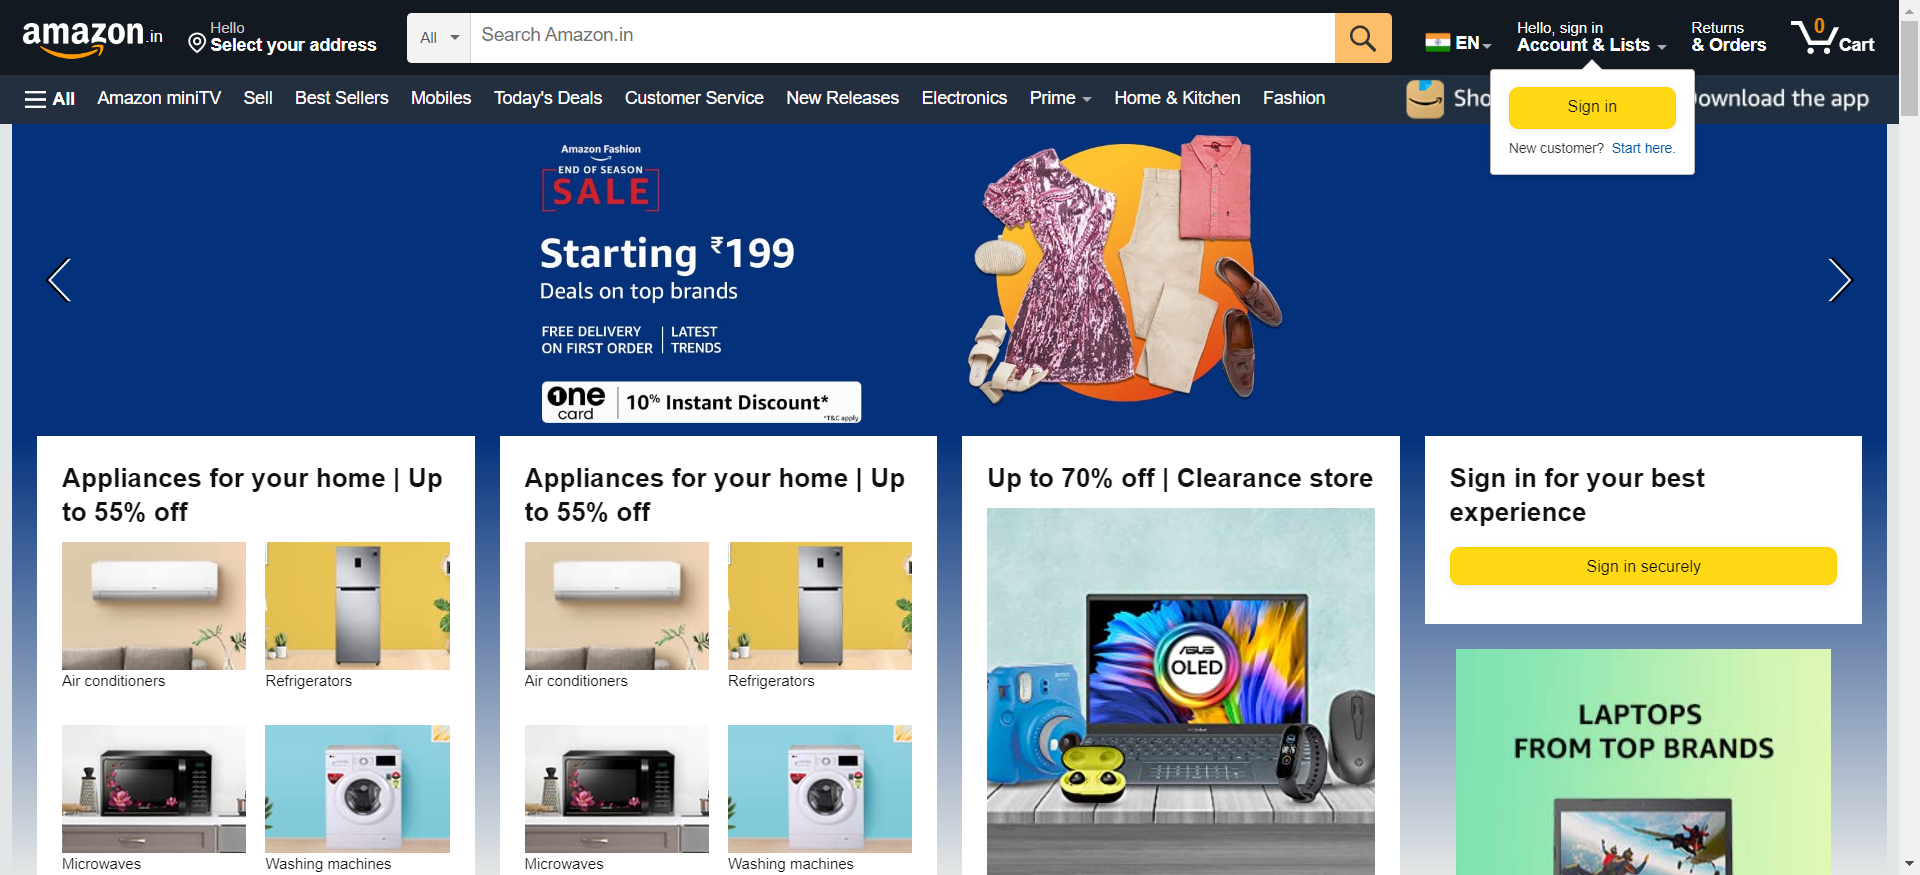 amazon.in
Hello
Select your address
All
Search Amazon.in
EN
Hello, sign in
Account & Lists
Returns
& Orders
0
Cart
All
Amazon miniTV
Sell
Best Sellers
Mobiles
Today's Deals
Customer Service
New Releases
Electronics
Prime
Home & Kitchen
Fashion
Sho
ownload the app
Sign in
New customer? Start here.
Amazon Fashion
END OF SEASON
SALE
Starting ₹199
Deals on top brands
FREE DELIVERY
ON FIRST ORDER
LATEST
TRENDS
one
card
10% Instant Discount*
*T&C apply
Appliances for your home | Up
to 55% off
Air conditioners
Refrigerators
Microwaves
Washing machines
Appliances for your home | Up
to 55% off
Air conditioners
Refrigerators
Microwaves
Washing machines
Up to 70% off | Clearance store
ASUS
OLED
Sign in for your best
experience
Sign in securely
LAPTOPS
FROM TOP BRANDS